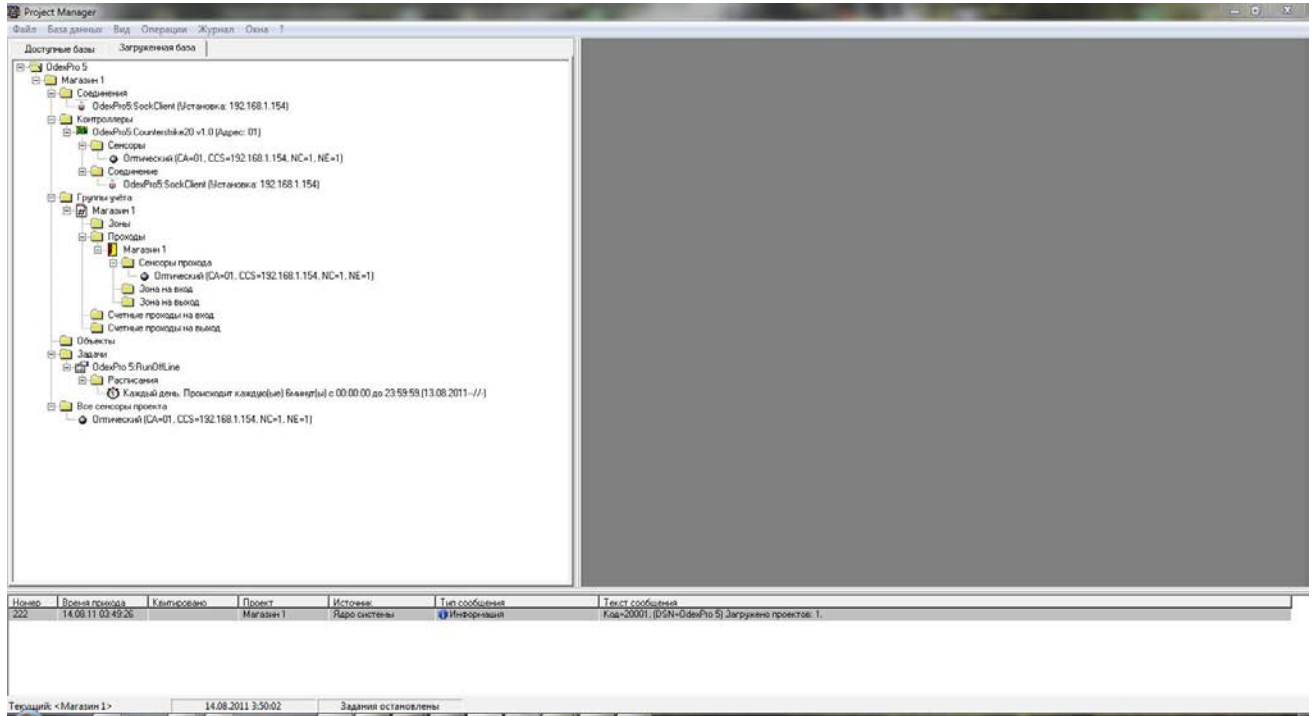 Project Manager
Файл База данных Вид Операции Журнал Окна ?
Доступные базы Загруженная база
OdexPro 5
Магазин 1
Соединения
OdexPro5:SockClient (Установка: 192.168.1.154)
Контроллеры
OdexPro5:Counterstrike20 v1.0 (Адрес: 01)
Сенсоры
Оптический (CA=01, CCS=192.168.1.154, NC=1, NE=1)
Соединение
OdexPro5:SockClient (Установка: 192.168.1.154)
Группы учёта
Магазин 1
Зоны
Проходы
Магазин 1
Сенсоры прохода
Оптический (CA=01, CCS=192.168.1.154, NC=1, NE=1)
Зона на вход
Зона на выход
Счетные проходы на вход
Счетные проходы на выход
Объекты
Задачи
OdexPro 5:RunOffLine
Расписания
Каждый день. Происходит каждую(ые) 6минут(ы) с 00:00:00 до 23:59:59.(13.08.2011--//-)
Все сенсоры проекта
Оптический (CA=01, CCS=192.168.1.154, NC=1, NE=1)
Номер Время прихода Квитировано Проект Источник Тип сообщения Текст сообщения
222 14.08.11 03:49:26 Магазин 1 Ядро системы Информация Код=20001. (DSN=OdexPro 5) Загружено проектов: 1.
Текущий: <Магазин 1> 14.08.2011 3:50:02 Задания остановлены